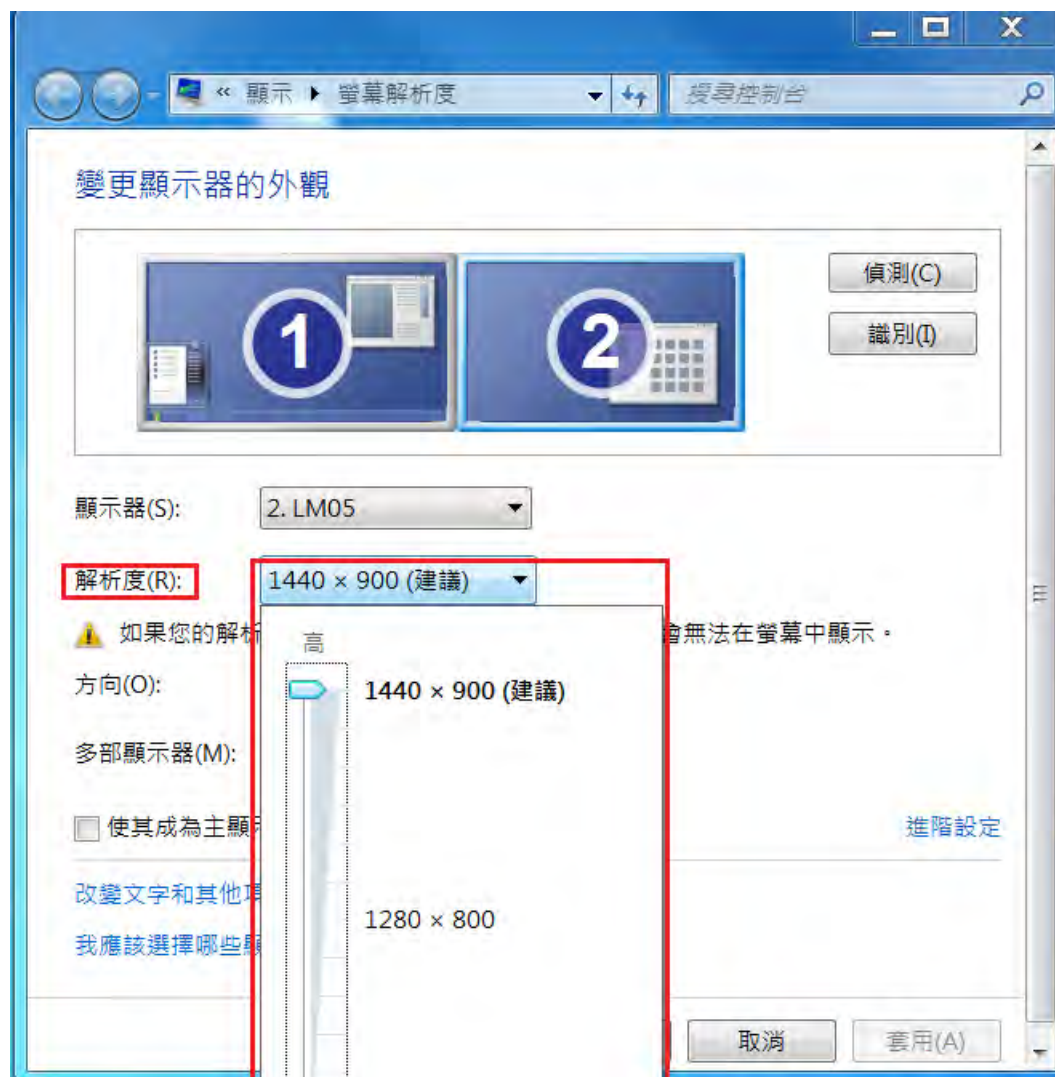 « 顯示 ▶ 螢幕解析度
搜尋控制台
變更顯示器的外觀
1
2
偵測(C)
識別(I)
顯示器(S): 2. LM05
解析度(R): 1440 × 900 (建議)
如果您的解析 會無法在螢幕中顯示。
高
方向(O): 1440 × 900 (建議)
多部顯示器(M):
使其成為主顯 進階設定
改變文字和其他
1280 × 800
我應該選擇哪些
取消 套用(A)